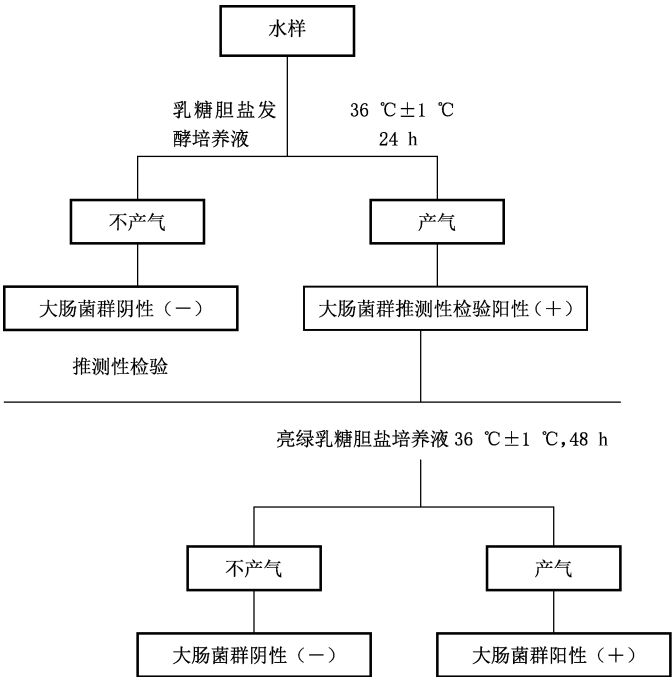 水样
乳糖胆盐发
酵培养液
36 ℃±1 ℃
24 h
不产气
产气
大肠菌群阴性（－）
大肠菌群推测性检验阳性（＋）
推测性检验
亮绿乳糖胆盐培养液 36 ℃±1 ℃,48 h
不产气
产气
大肠菌群阴性（－）
大肠菌群阳性（＋）